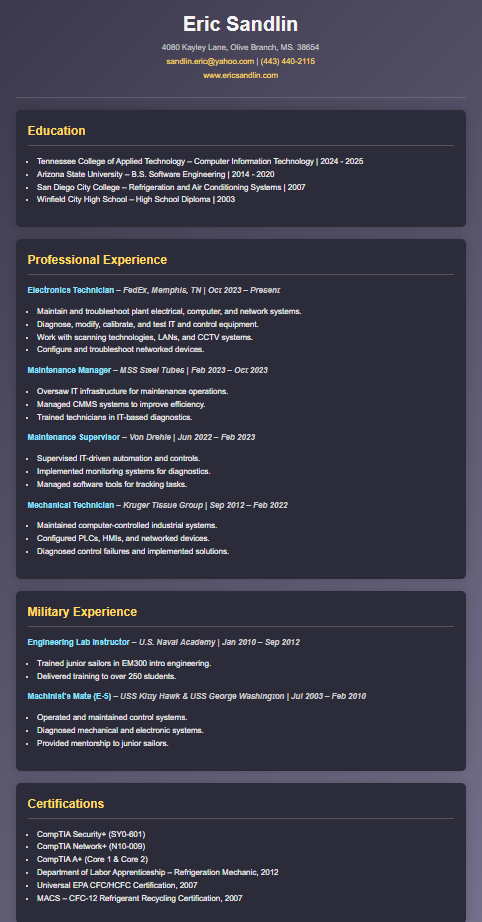 Eric Sandlin
4080 Kayley Lane, Olive Branch, MS. 38654
sandlin.eric@yahoo.com | (443) 440-2115
www.ericsandlin.com
Education
Tennessee College of Applied Technology – Computer Information Technology | 2024 - 2025
Arizona State University – B.S. Software Engineering | 2014 - 2020
San Diego City College – Refrigeration and Air Conditioning Systems | 2007
Winfield City High School – High School Diploma | 2003
Professional Experience
Electronics Technician – FedEx, Memphis, TN | Oct 2023 – Present
Maintain and troubleshoot plant electrical, computer, and network systems.
Diagnose, modify, calibrate, and test IT and control equipment.
Work with scanning technologies, LANs, and CCTV systems.
Configure and troubleshoot networked devices.
Maintenance Manager – MSS Steel Tubes | Feb 2023 – Oct 2023
Oversaw IT infrastructure for maintenance operations.
Managed CMMS systems to improve efficiency.
Trained technicians in IT-based diagnostics.
Maintenance Supervisor – Von Drehle | Jun 2022 – Feb 2023
Supervised IT-driven automation and controls.
Implemented monitoring systems for diagnostics.
Managed software tools for tracking tasks.
Mechanical Technician – Kruger Tissue Group | Sep 2012 – Feb 2022
Maintained computer-controlled industrial systems.
Configured PLCs, HMIs, and networked devices.
Diagnosed control failures and implemented solutions.
Military Experience
Engineering Lab Instructor – U.S. Naval Academy | Jan 2010 – Sep 2012
Trained junior sailors in EM300 intro engineering.
Delivered training to over 250 students.
Machinist's Mate (E-5) – USS Kitty Hawk & USS George Washington | Jul 2003 – Feb 2010
Operated and maintained control systems.
Diagnosed mechanical and electronic systems.
Provided mentorship to junior sailors.
Certifications
CompTIA Security+ (SY0-601)
CompTIA Network+ (N10-009)
CompTIA A+ (Core 1 & Core 2)
Department of Labor Apprenticeship – Refrigeration Mechanic, 2012
Universal EPA CFC/HCFC Certification, 2007
MACS – CFC-12 Refrigerant Recycling Certification, 2007